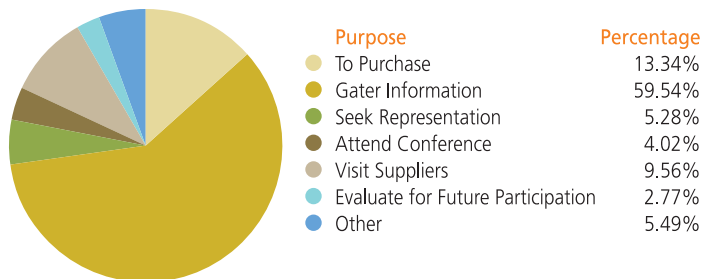 Purpose Percentage
To Purchase 13.34%
Gater Information 59.54%
Seek Representation 5.28%
Attend Conference 4.02%
Visit Suppliers 9.56%
Evaluate for Future Participation 2.77%
Other 5.49%